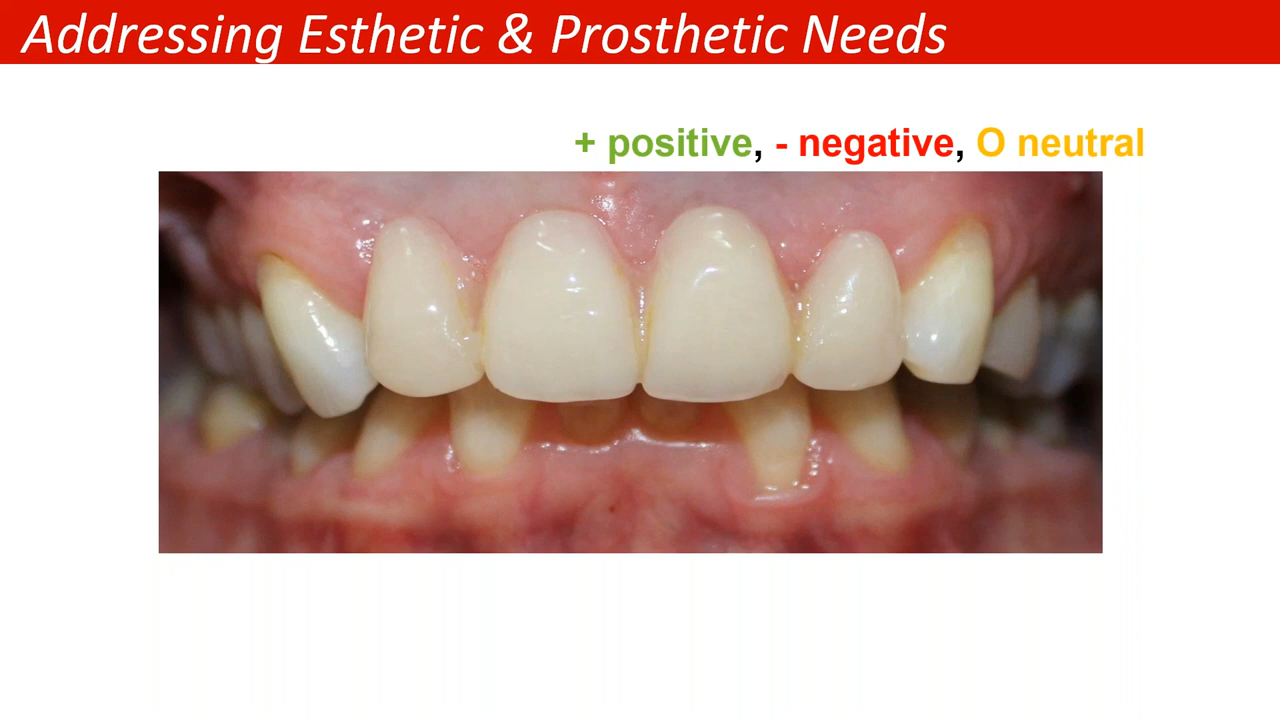 Addressing Esthetic & Prosthetic Needs
+ positive, - negative, O neutral